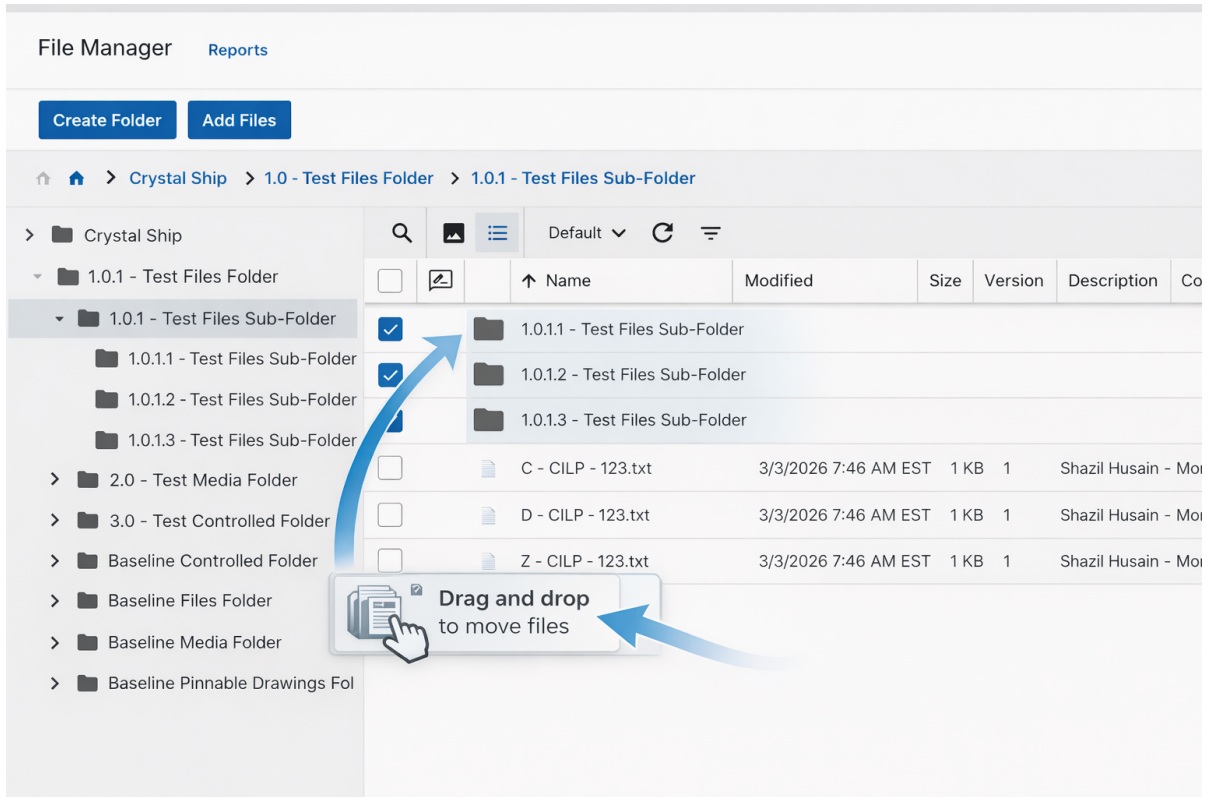 File Manager Reports
Create Folder Add Files
Crystal Ship 1.0 - Test Files Folder 1.0.1 - Test Files Sub-Folder
Crystal Ship
1.0.1 - Test Files Folder
1.0.1 - Test Files Sub-Folder
1.0.1.1 - Test Files Sub-Folder
1.0.1.2 - Test Files Sub-Folder
1.0.1.3 - Test Files Sub-Folder
2.0 - Test Media Folder
3.0 - Test Controlled Folder
Baseline Controlled Folder
Baseline Files Folder
Baseline Media Folder
Baseline Pinnable Drawings Fol
Default
Name Modified Size Version Description Co
1.0.1.1 - Test Files Sub-Folder
1.0.1.2 - Test Files Sub-Folder
1.0.1.3 - Test Files Sub-Folder
C - CILP - 123.txt 3/3/2026 7:46 AM EST 1 KB 1 Shazil Husain - Mor
D - CILP - 123.txt 3/3/2026 7:46 AM EST 1 KB 1 Shazil Husain - Mor
Z - CILP - 123.txt 3/3/2026 7:46 AM EST 1 KB 1 Shazil Husain - Mor
Drag and drop
to move files